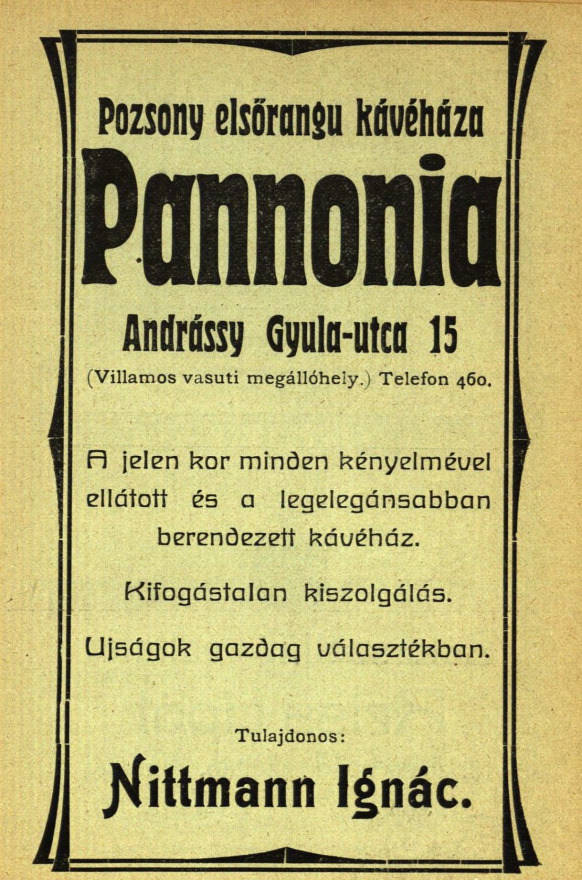 Pozsony elsőrangu kávéháza
Pannonia
Andrássy Gyula-utca 15
(Villamos vasuti megállóhely.) Telefon 460.
A jelen kor minden kényelmével
ellátott és a legelegánsabban
berendezett kávéház.
Kifogástalan kiszolgálás.
Ujságok gazdag választékban.
Tulajdonos:
Nittmann Ignác.